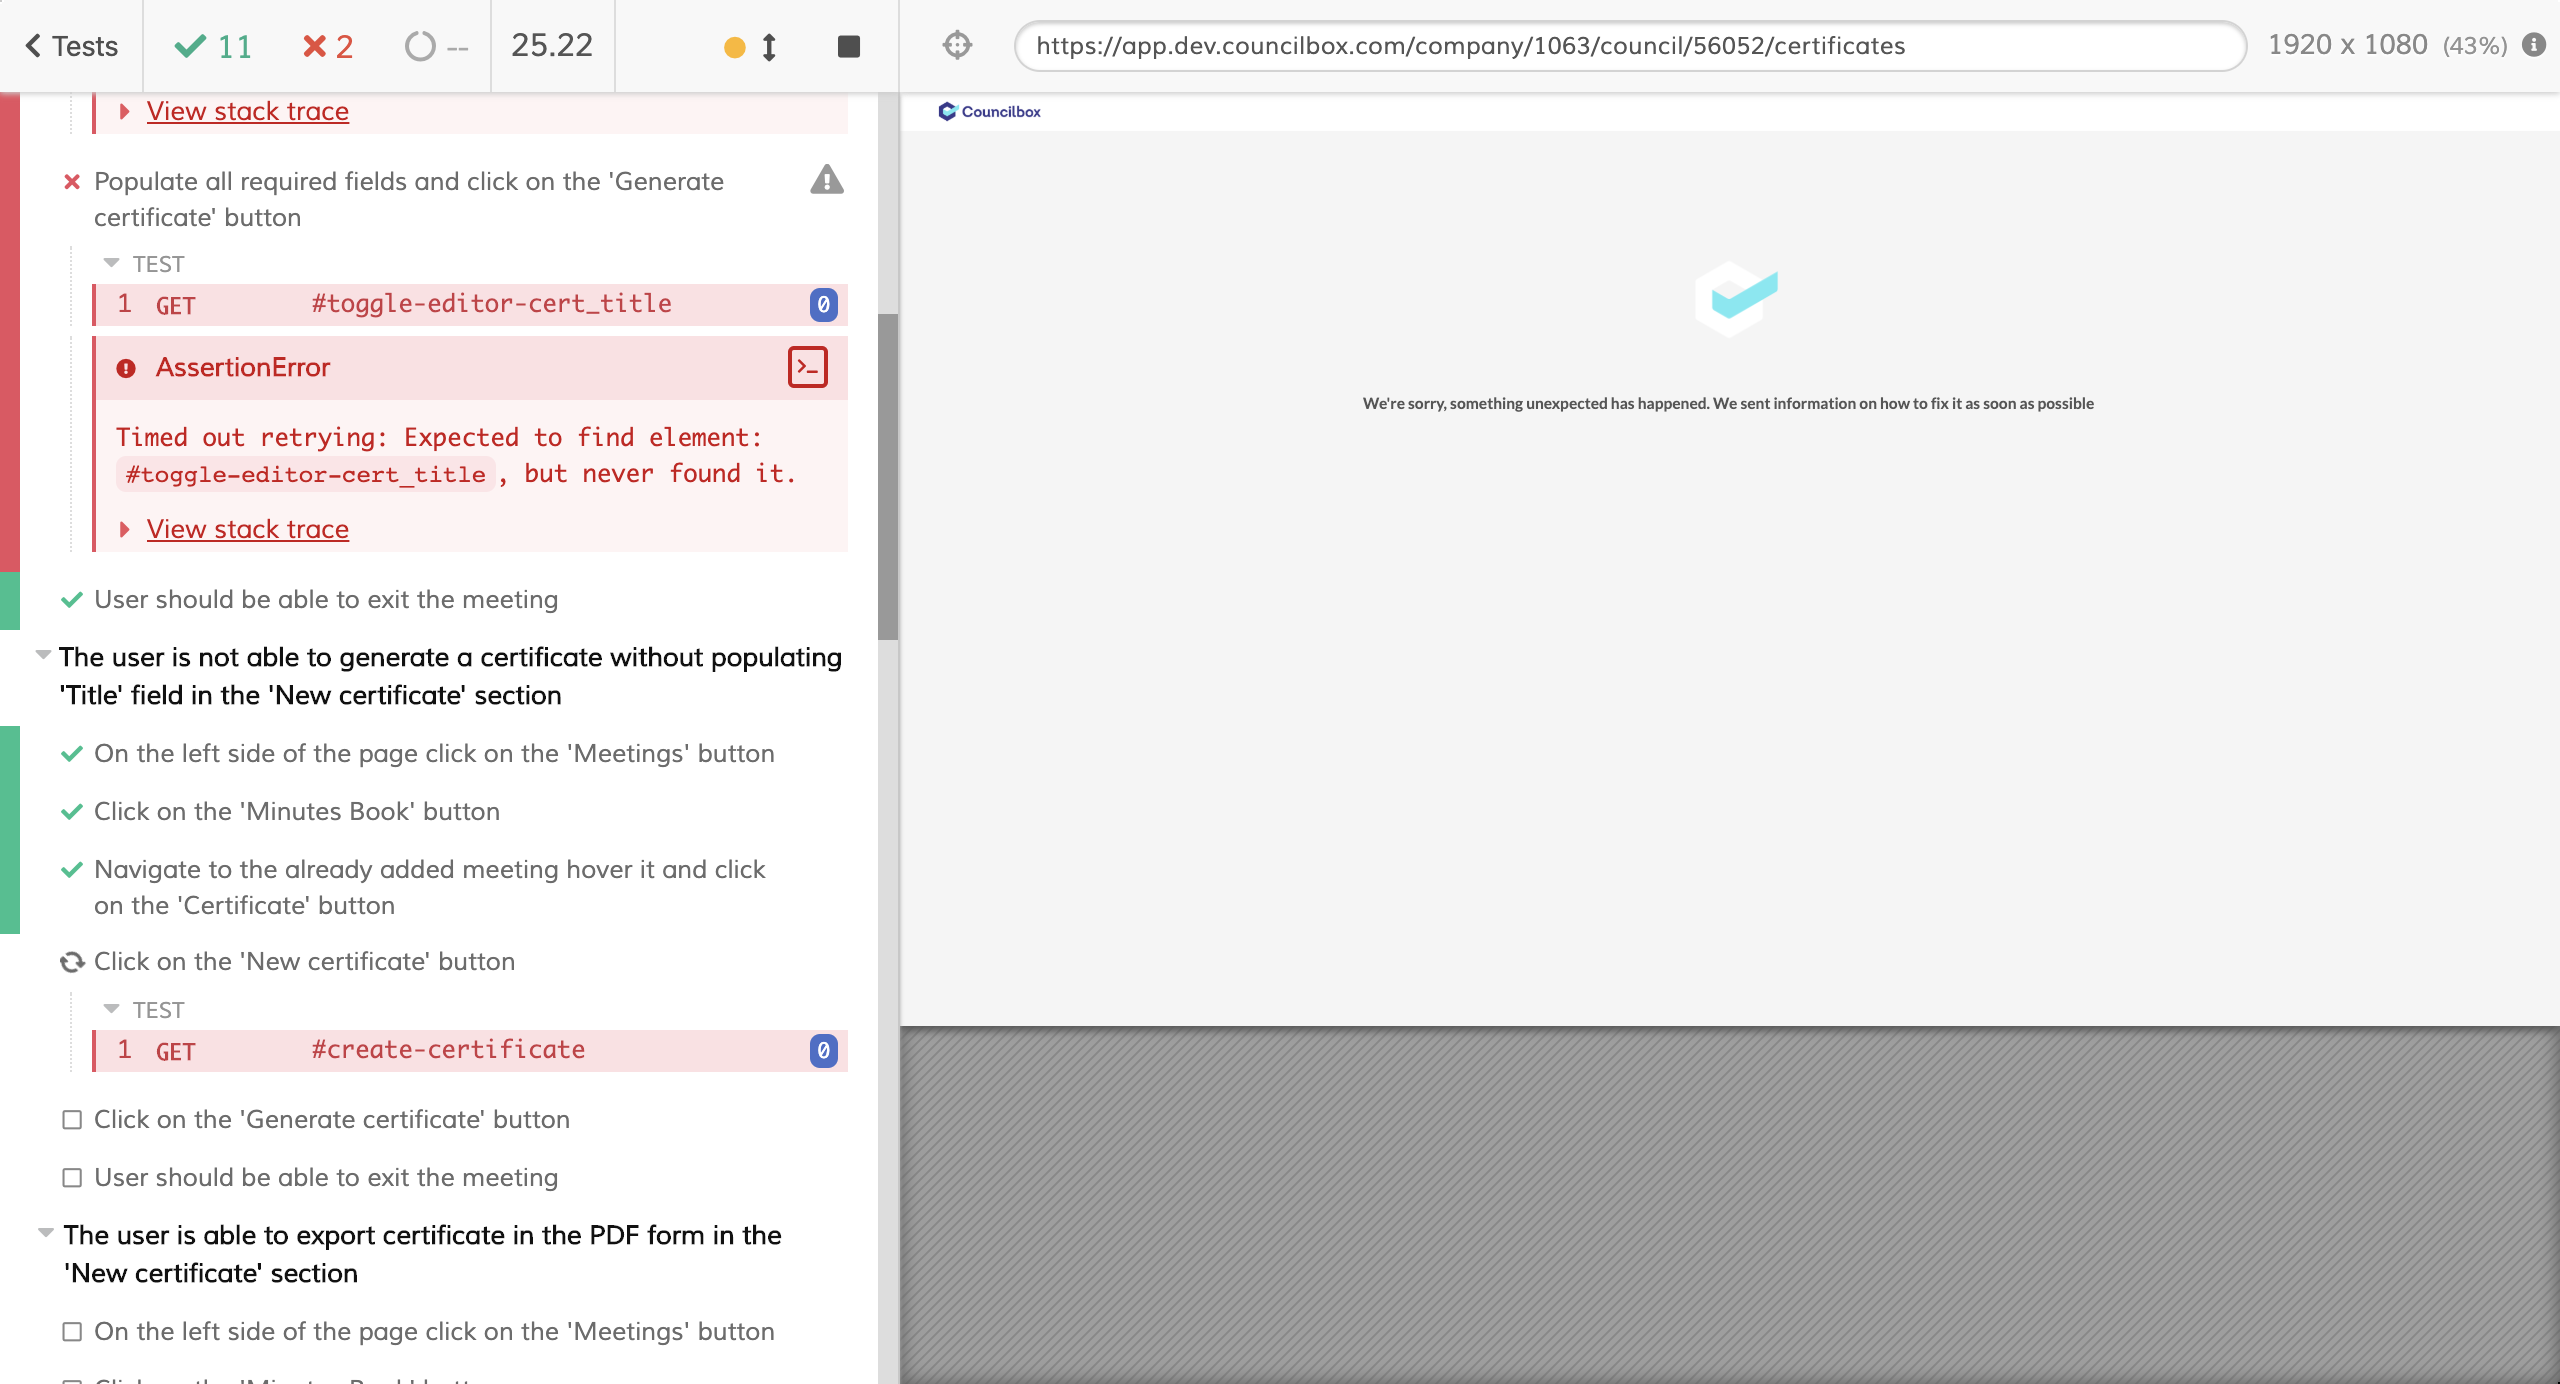 Tests
11
2
--
25.22
https://app.dev.councilbox.com/company/1063/council/56052/certificates
1920 x 1080 (43%)
View stack trace
Populate all required fields and click on the 'Generate
certificate' button
TEST
1 GET #toggle-editor-cert_title 0
AssertionError
Timed out retrying: Expected to find element:
#toggle-editor-cert_title, but never found it.
View stack trace
User should be able to exit the meeting
The user is not able to generate a certificate without populating
'Title' field in the 'New certificate' section
On the left side of the page click on the 'Meetings' button
Click on the 'Minutes Book' button
Navigate to the already added meeting hover it and click
on the 'Certificate' button
Click on the 'New certificate' button
TEST
1 GET #create-certificate 0
Click on the 'Generate certificate' button
User should be able to exit the meeting
The user is able to export certificate in the PDF form in the
'New certificate' section
On the left side of the page click on the 'Meetings' button
Councilbox
We're sorry, something unexpected has happened. We sent information on how to fix it as soon as possible